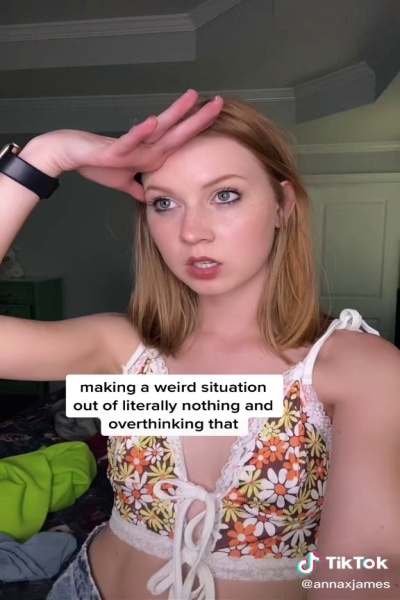 making a weird situation
out of literally nothing and
overthinking that
TikTok
@annaxjames